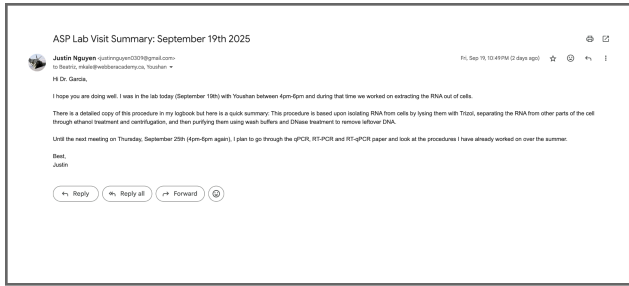 ASP Lab Visit Summary: September 19th 2025
Justin Nguyen <justinnguyen0309@gmail.com>
Fri, Sep 19, 10:49 PM (2 days ago)
to Beatriz, mkale@webberacademy.ca, Youshan
Hi Dr. Garcia,
I hope you are doing well. I was in the lab today (September 19th) with Youshan between 4pm-6pm and during that time we worked on extracting the RNA out of cells.
There is a detailed copy of this procedure in my logbook but here is a quick summary: This procedure is based upon isolating RNA from cells by lysing them with Trizol, separating the RNA from other parts of the cell
through ethanol treatment and centrifugation, and then purifying them using wash buffers and DNase treatment to remove leftover DNA.
Until the next meeting on Thursday, September 25th (4pm-6pm again), I plan to go through the qPCR, RT-PCR and RT-qPCR paper and look at the procedures I have already worked on over the summer.
Best,
Justin
Reply
Reply all
Forward